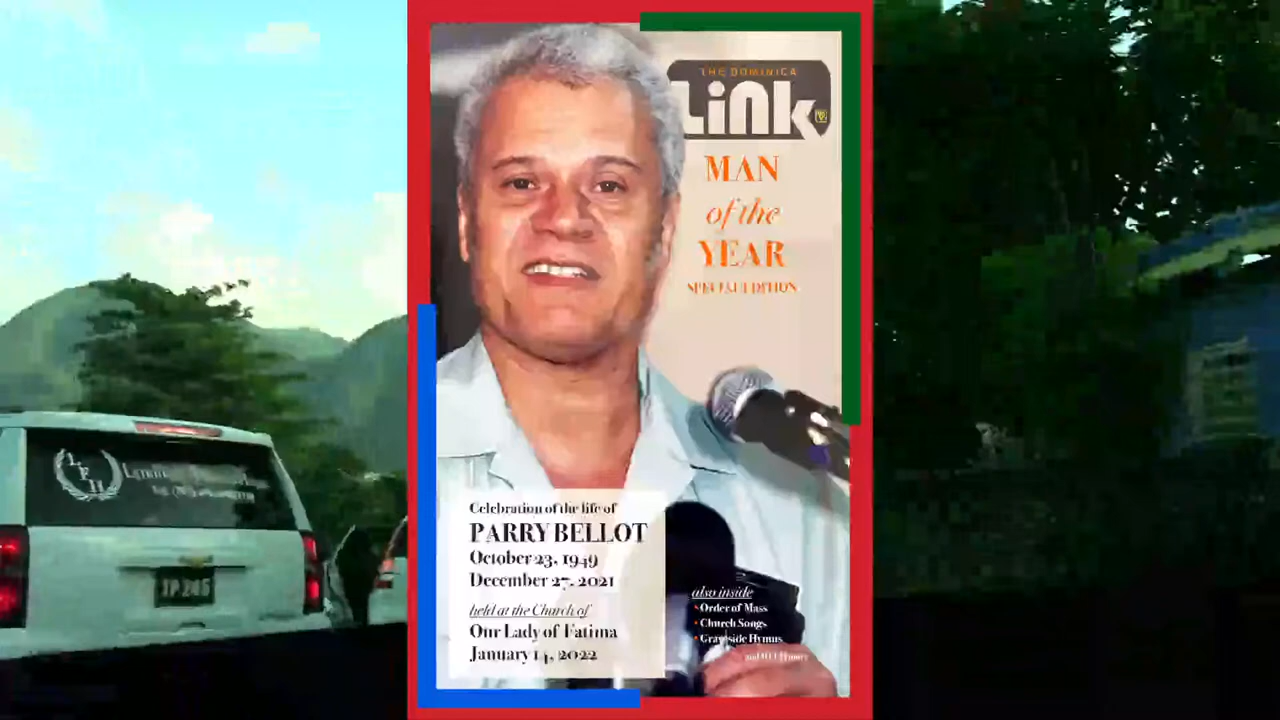 THE DOMINICA
LiNk
MAN
of the
YEAR
SPECIAL EDITION
Celebration of the life of
PARRY BELLOT
October 23, 1949
December 27, 2021
held at the Church of
Our Lady of Fatima
January 14, 2022
also inside
• Order of Mass
• Church Songs
• Graveside Hymns
LFH